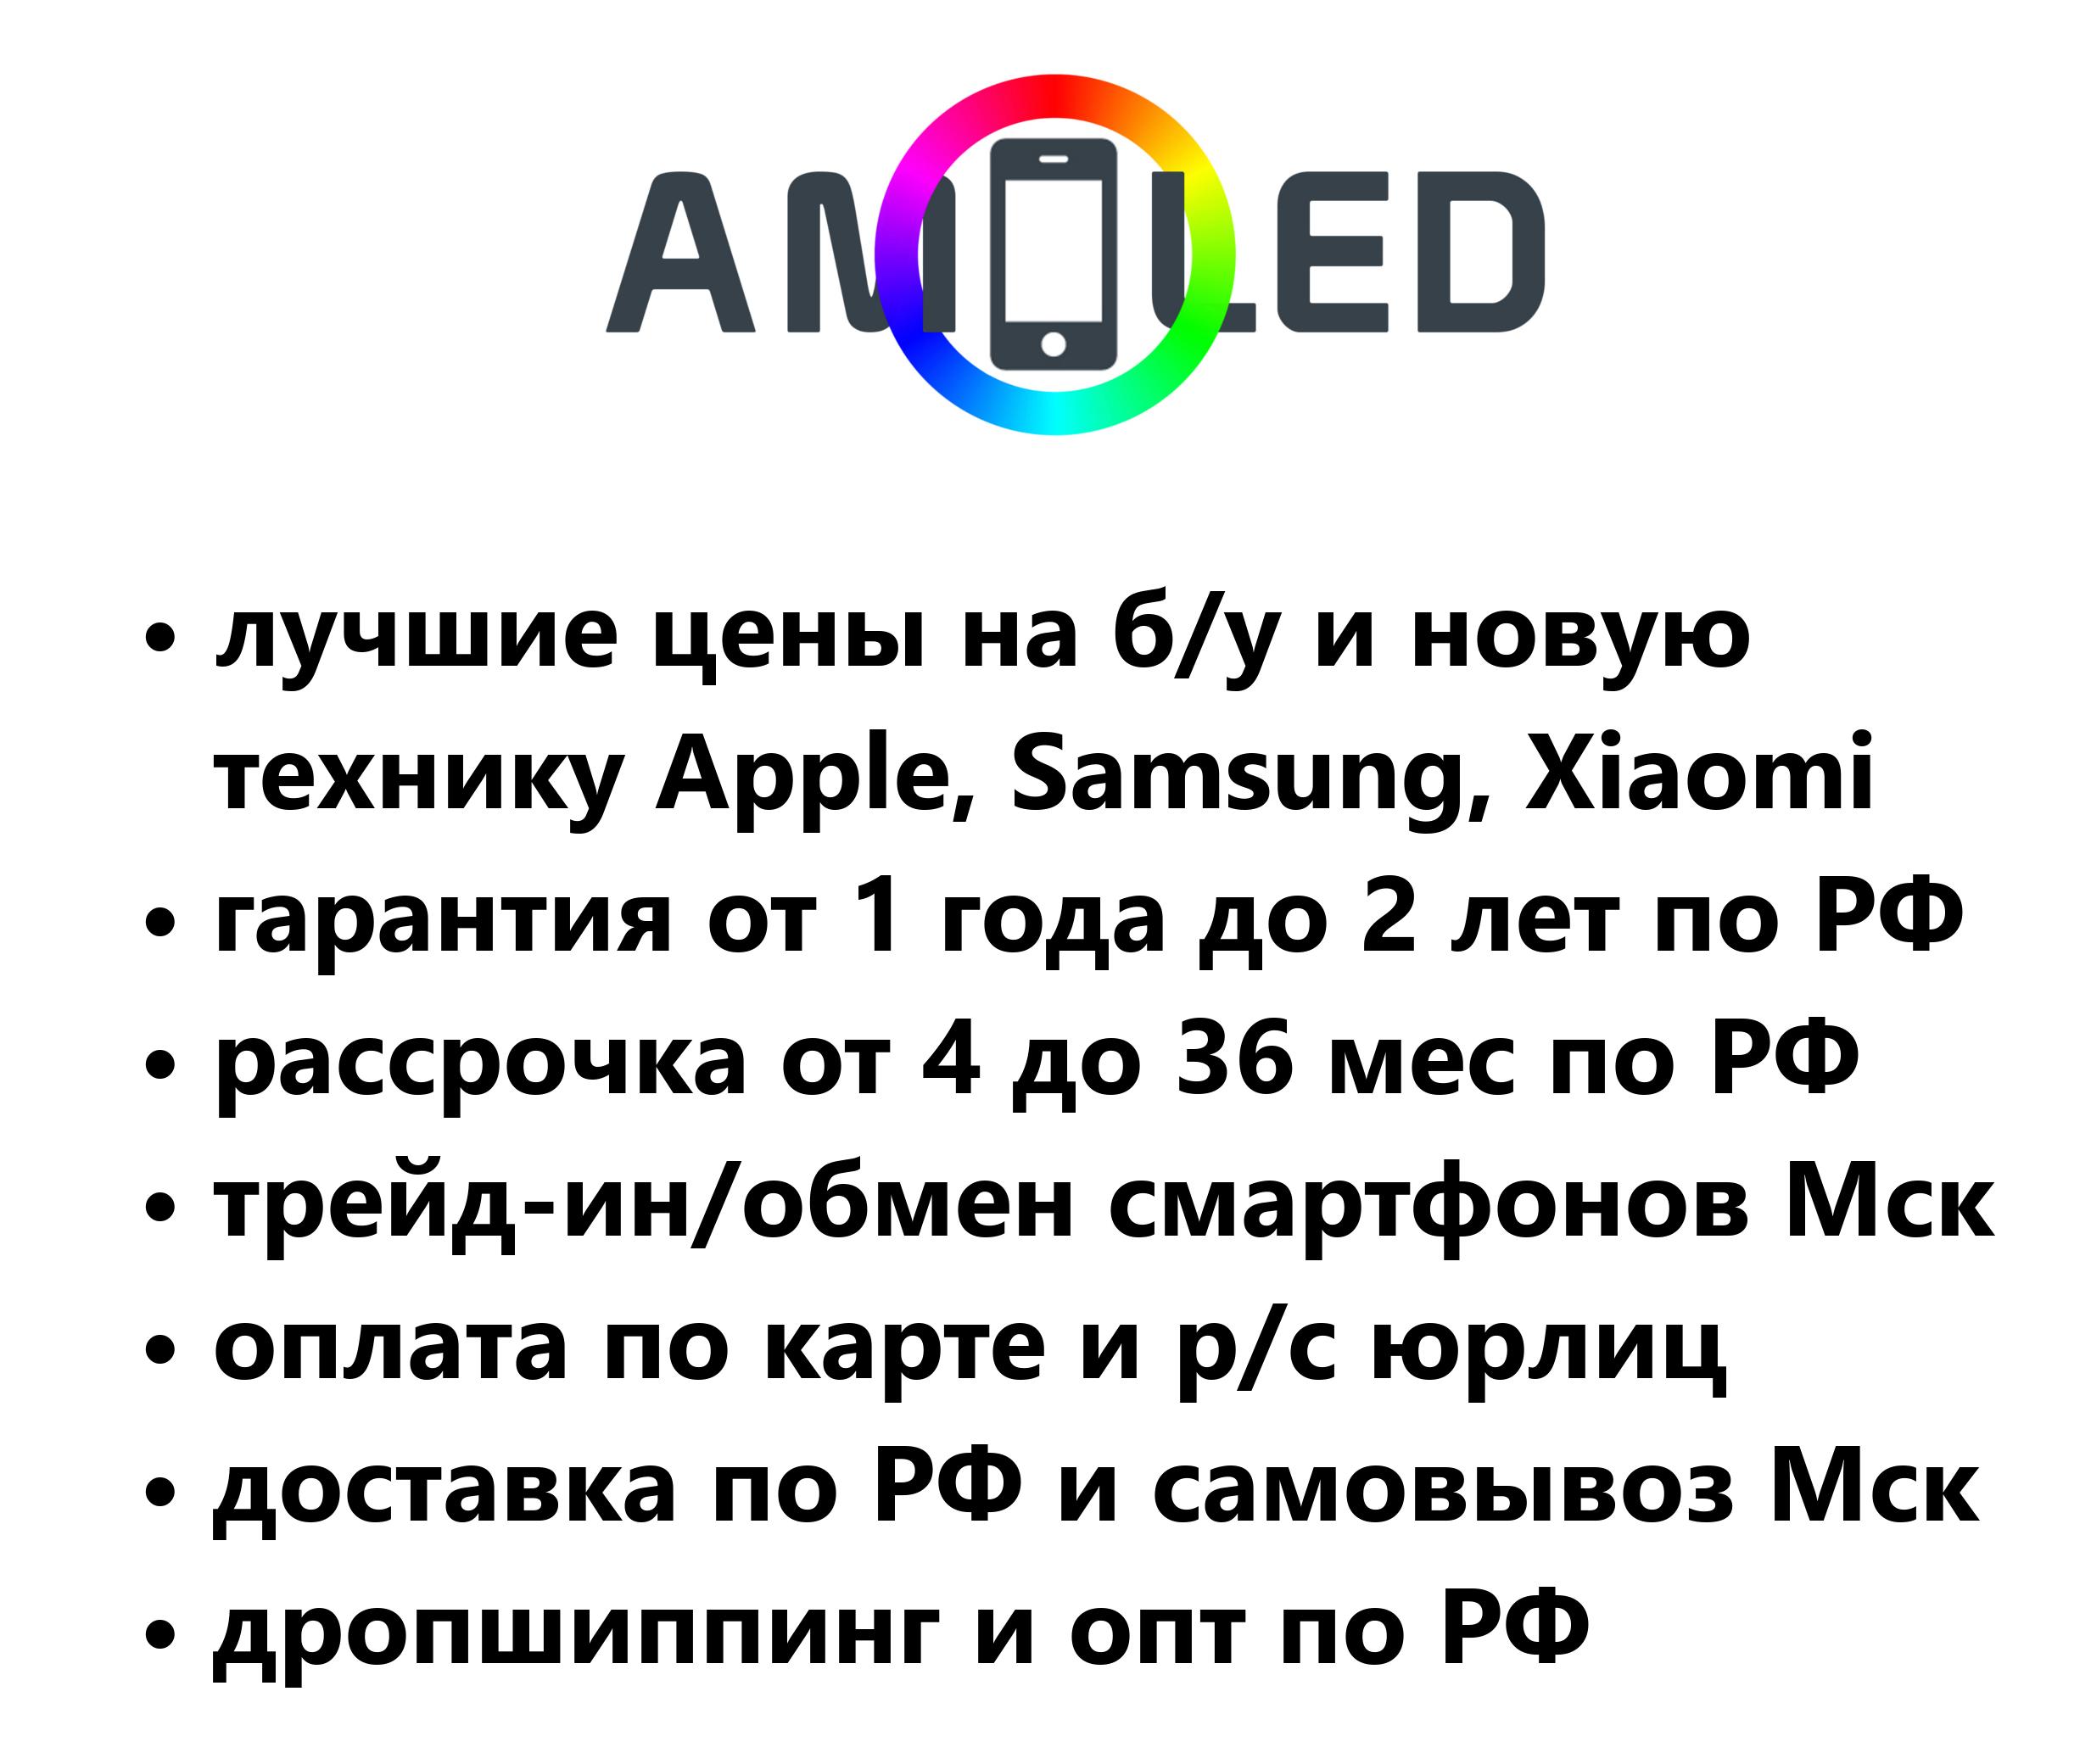 AMOLED
• лучшие цены на б/у и новую
технику Apple, Samsung, Xiaomi
• гарантия от 1 года до 2 лет по РФ
• рассрочка от 4 до 36 мес по РФ
• трейд-ин/обмен смартфонов Мск
• оплата по карте и р/с юрлиц
• доставка по РФ и самовывоз Мск
• дропшиппинг и опт по РФ